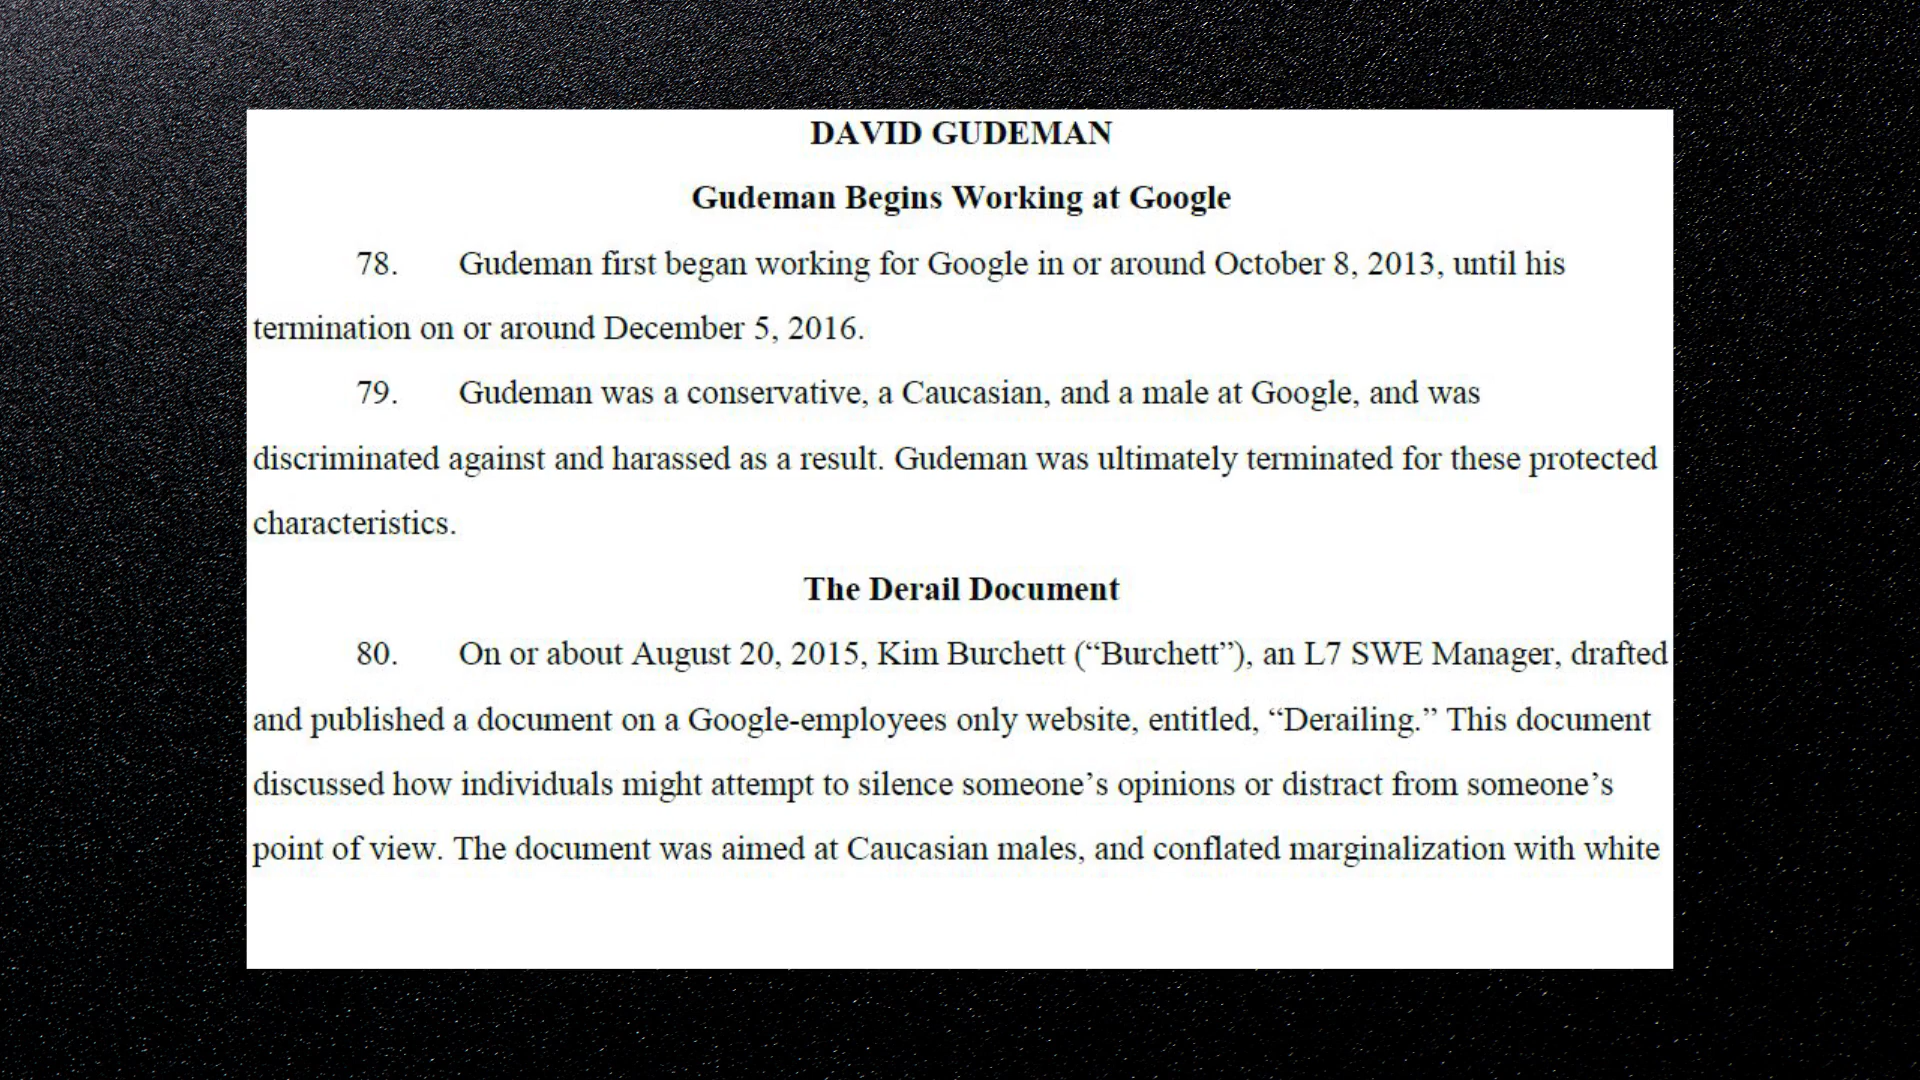 DAVID GUDEMAN
Gudeman Begins Working at Google
78. Gudeman first began working for Google in or around October 8, 2013, until his
termination on or around December 5, 2016.
79. Gudeman was a conservative, a Caucasian, and a male at Google, and was
discriminated against and harassed as a result. Gudeman was ultimately terminated for these protected
characteristics.
The Derail Document
80. On or about August 20, 2015, Kim Burchett (“Burchett”), an L7 SWE Manager, drafted
and published a document on a Google-employees only website, entitled, “Derailing.” This document
discussed how individuals might attempt to silence someone’s opinions or distract from someone’s
point of view. The document was aimed at Caucasian males, and conflated marginalization with white